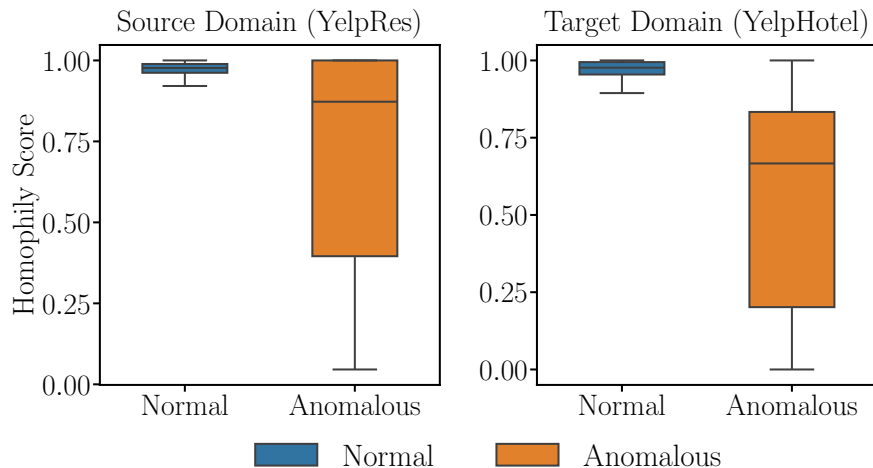 Source Domain (YelpRes)
Target Domain (YelpHotel)
Homophily Score
1.00
0.75
0.50
0.25
0.00
1.00
0.75
0.50
0.25
0.00
Normal
Anomalous
Normal
Anomalous
Normal
Anomalous